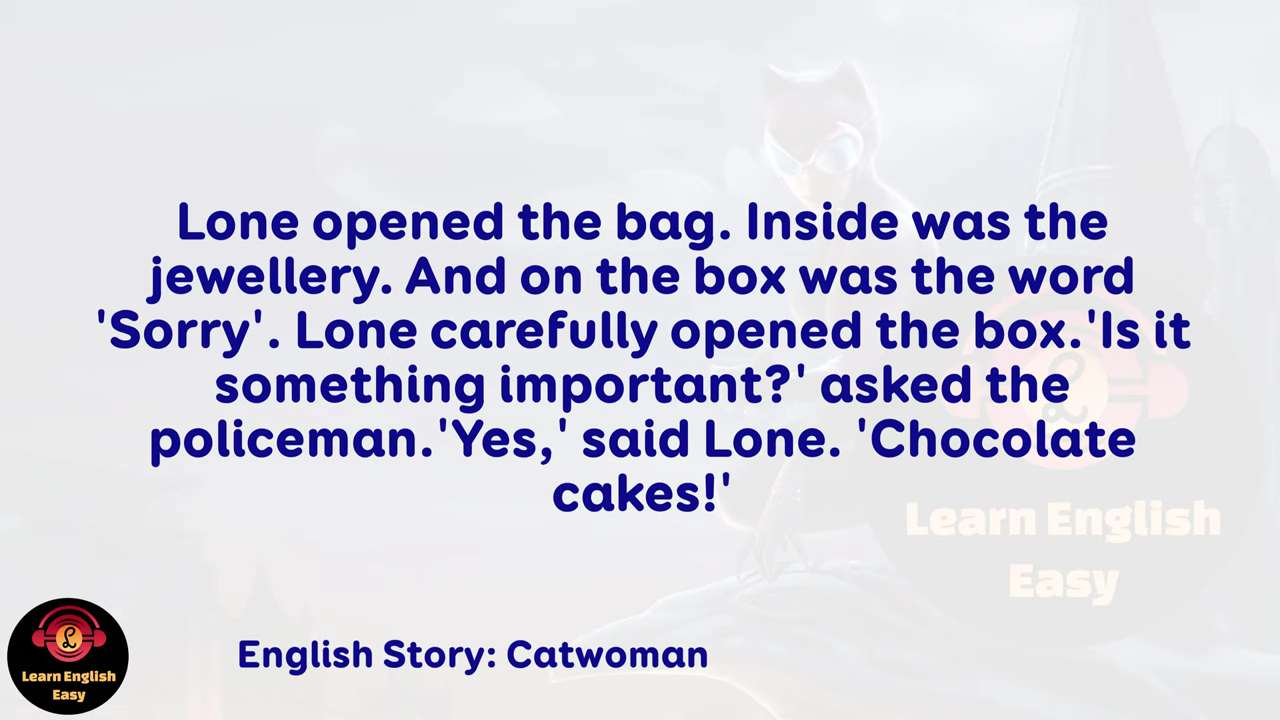 Lone opened the bag. Inside was the
jewellery. And on the box was the word
'Sorry'. Lone carefully opened the box.'Is it
something important?' asked the
policeman.'Yes,' said Lone. 'Chocolate
cakes!'
Learn English
Easy
English Story: Catwoman
Learn English
Easy